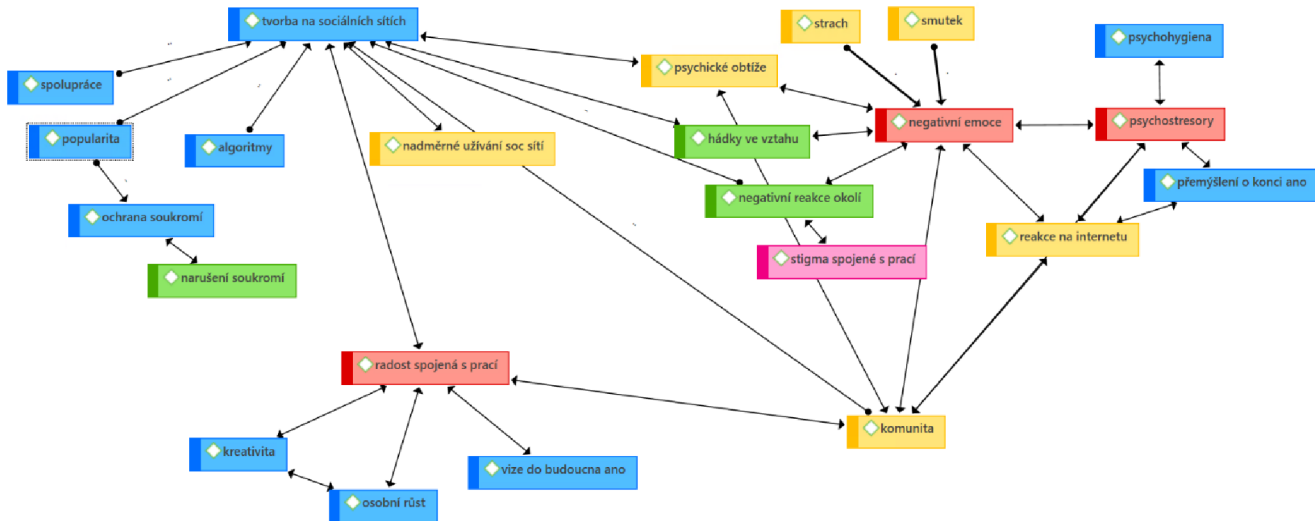 tvorba na sociálních sítích
strach
smutek
psychohygiena
spolupráce
psychické obtíže
popularita
algoritmy
nadměrné užívání soc sítí
hádky ve vztahu
negativní emoce
psychostresory
negativní reakce okolí
přemýšlení o konci ano
ochrana soukromí
reakce na internetu
narušení soukromí
stigma spojené s prací
radost spojená s prací
komunita
kreativita
vize do budoucna ano
osobní růst